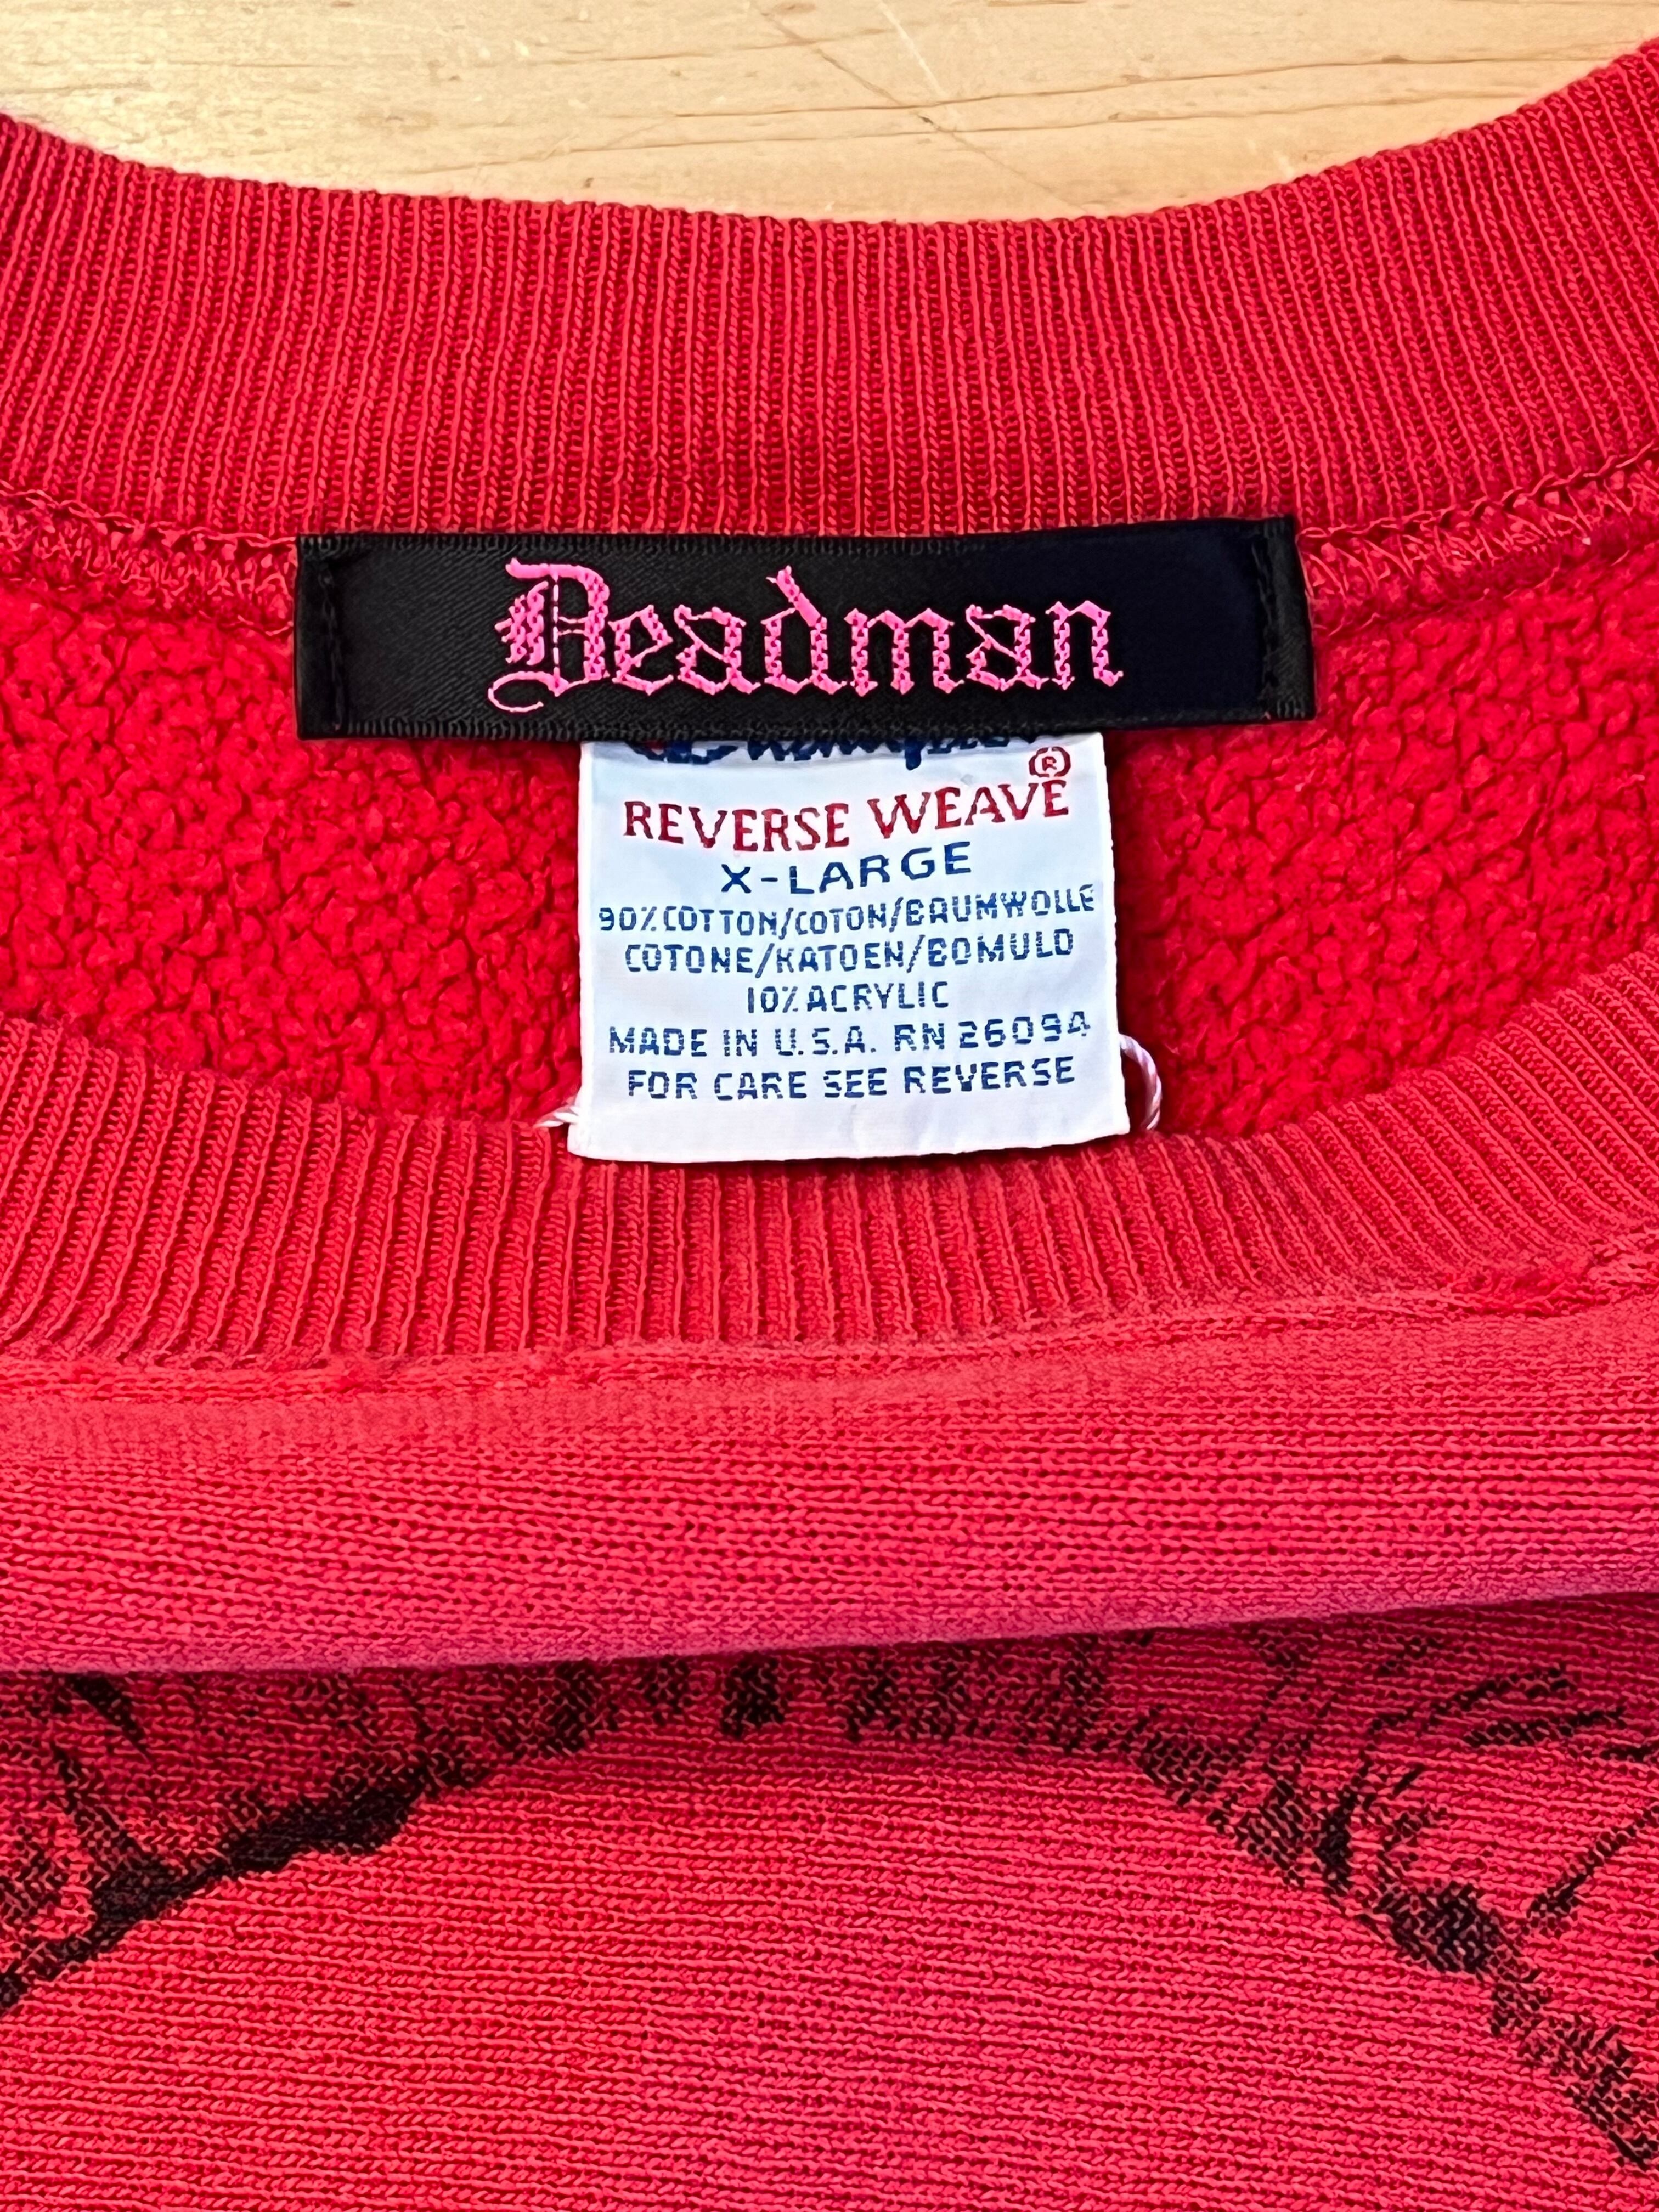 Deadman
Champion
®
REVERSE WEAVE
X-LARGE
90% COTTON/COTON/BAUMWOLLE
COTONE/KATOEN/BOMULD
10% ACRYLIC
MADE IN U.S.A. RN 26094
FOR CARE SEE REVERSE